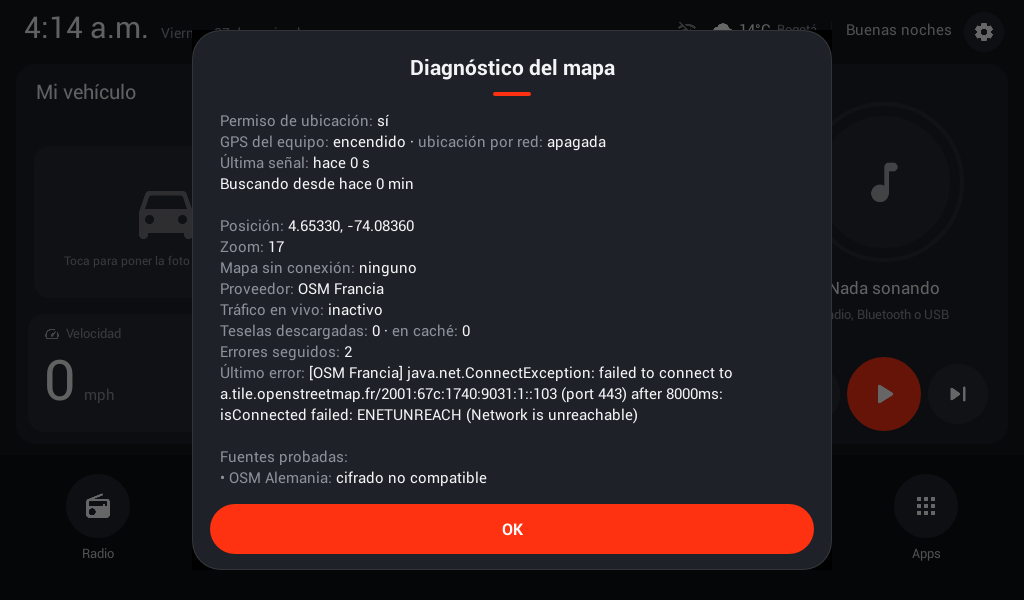 4:14 a.m.
14°C Bogotá
Buenas noches
Diagnóstico del mapa
Mi vehículo
Permiso de ubicación: sí
GPS del equipo: encendido · ubicación por red: apagada
Última señal: hace 0 s
Buscando desde hace 0 min
Posición: 4.65330, -74.08360
Zoom: 17
Mapa sin conexión: ninguno
Proveedor: OSM Francia
Tráfico en vivo: inactivo
Teselas descargadas: 0 · en caché: 0
Errores seguidos: 2
Último error: [OSM Francia] java.net.ConnectException: failed to connect to
a.tile.openstreetmap.fr/2001:67c:1740:9031:1::103 (port 443) after 8000ms:
isConnected failed: ENETUNREACH (Network is unreachable)
Fuentes probadas:
• OSM Alemania: cifrado no compatible
OK
Toca para poner la foto
Velocidad
0 mph
Nada sonando
Bluetooth o USB
Radio
Apps